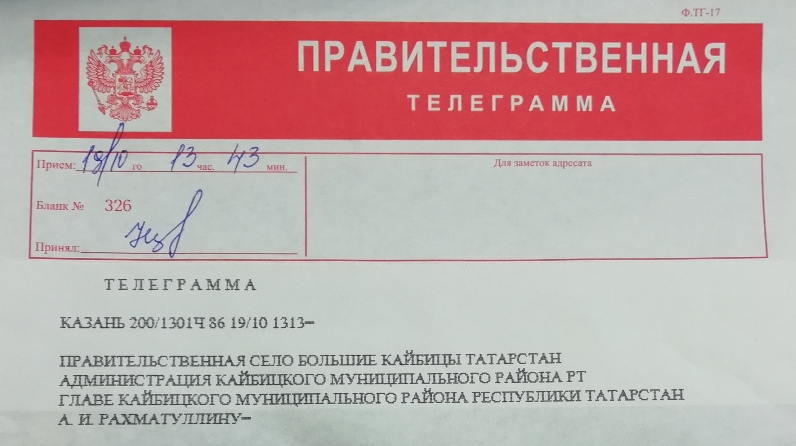 Ф.ТГ-17
ПРАВИТЕЛЬСТВЕННАЯ
ТЕЛЕГРАММА
Прием: 19/10 го 13 час. 43 мин.
Для заметок адресата
Бланк № 326
Принял:
ТЕЛЕГРАММА
КАЗАНЬ 200/1301Ч 86 19/10 1313=
ПРАВИТЕЛЬСТВЕННАЯ СЕЛО БОЛЬШИЕ КАЙБИЦЫ ТАТАРСТАН
АДМИНИСТРАЦИЯ КАЙБИЦКОГО МУНИЦИПАЛЬНОГО РАЙОНА РТ
ГЛАВЕ КАЙБИЦКОГО МУНИЦИПАЛЬНОГО РАЙОНА РЕСПУБЛИКИ ТАТАРСТАН
А. И. РАХМАТУЛЛИНУ=